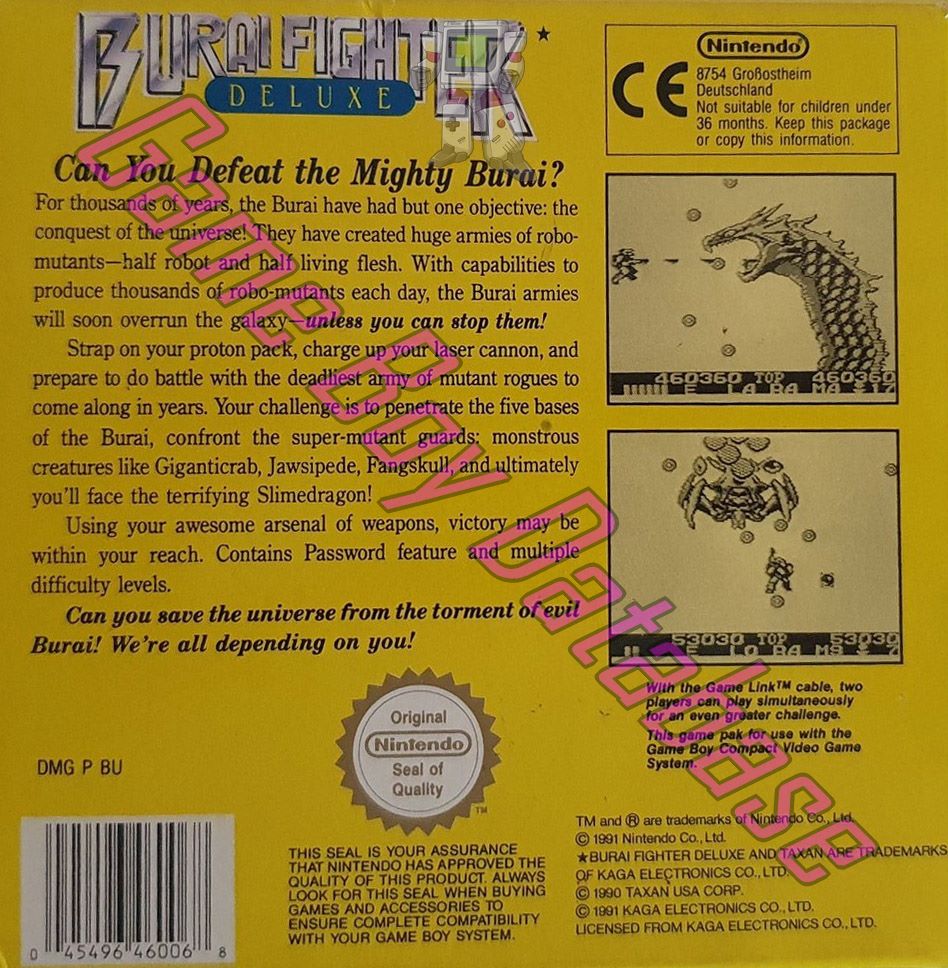 BURAI FIGHTER ★
DELUXE
Can You Defeat the Mighty Burai?
For thousands of years, the Burai have had but one objective: the
conquest of the universe! They have created huge armies of robo-
mutants—half robot and half living flesh. With capabilities to
produce thousands of robo-mutants each day, the Burai armies
will soon overrun the galaxy—unless you can stop them!
Strap on your proton pack, charge up your laser cannon, and
prepare to do battle with the deadliest army of mutant rogues to
come along in years. Your challenge is to penetrate the five bases
of the Burai, confront the super-mutant guards: monstrous
creatures like Giganticrab, Jawsipede, Fangskull, and ultimately
you'll face the terrifying Slimedragon!
Using your awesome arsenal of weapons, victory may be
within your reach. Contains Password feature and multiple
difficulty levels.
Can you save the universe from the torment of evil
Burai! We're all depending on you!
Nintendo
CE
8754 Großostheim
Deutschland
Not suitable for children under
36 months. Keep this package
or copy this information.
460360 TOP 460360
53030 TOP 53030
With the Game Link™ cable, two
players can play simultaneously
for an even greater challenge.
This game pak for use with the
Game Boy Compact Video Game
System.
Original
Nintendo
Seal of
Quality
TM
DMG P BU
0 45496 46006 8
THIS SEAL IS YOUR ASSURANCE
THAT NINTENDO HAS APPROVED THE
QUALITY OF THIS PRODUCT. ALWAYS
LOOK FOR THIS SEAL WHEN BUYING
GAMES AND ACCESSORIES TO
ENSURE COMPLETE COMPATIBILITY
WITH YOUR GAME BOY SYSTEM.
TM and ® are trademarks of Nintendo Co., Ltd.
© 1991 Nintendo Co., Ltd.
★BURAI FIGHTER DELUXE AND TAXAN ARE TRADEMARKS
OF KAGA ELECTRONICS CO., LTD.
© 1990 TAXAN USA CORP.
© 1991 KAGA ELECTRONICS CO., LTD.
LICENSED FROM KAGA ELECTRONICS CO., LTD.
Game Boy Database